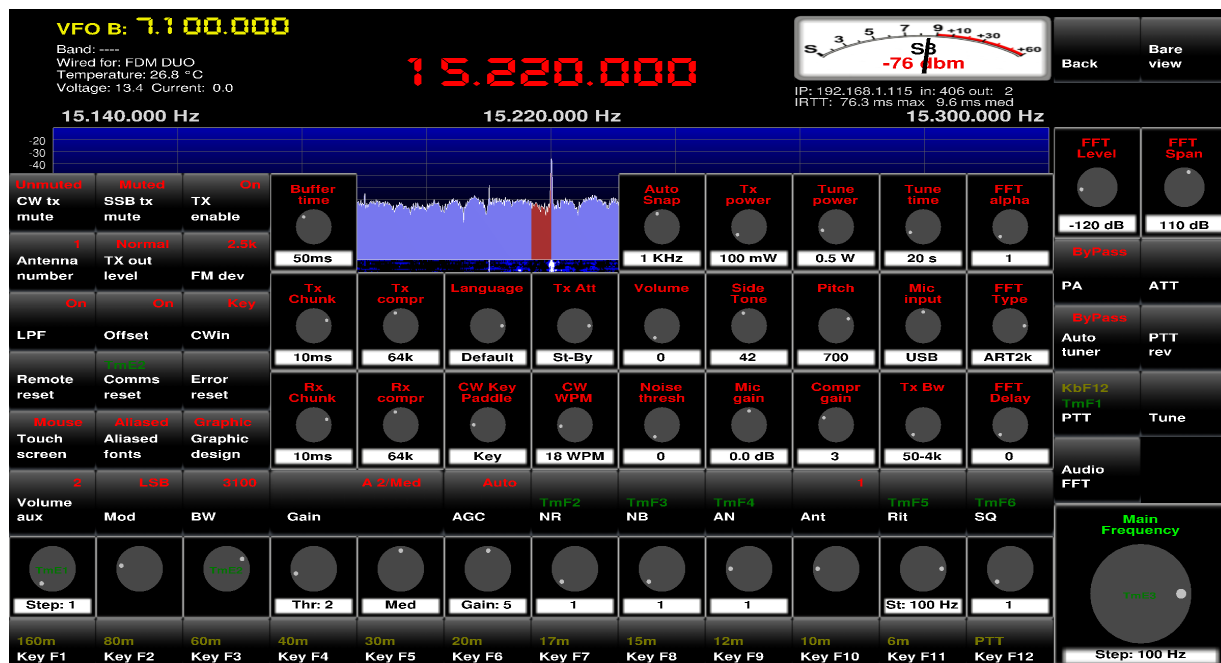 VFO B: 7.100.000
Band: ----
Wired for: FDM DUO
Temperature: 26.8 °C
Voltage: 13.4 Current: 0.0
15.220.000
S 3 5 7 9 +10 +30 +60
S8
-76 dbm
IP: 192.168.1.115 in: 406 out: 2
IRTT: 76.3 ms max 9.6 ms med
Back
Bare
view
15.140.000 Hz 15.220.000 Hz 15.300.000 Hz
-20
-30
-40
FFT
Level
-120 dB
FFT
Span
110 dB
Unmuted
CW tx
mute
Muted
SSB tx
mute
On
TX
enable
Buffer
time
50ms
Auto
Snap
1 KHz
Tx
power
100 mW
Tune
power
0.5 W
Tune
time
20 s
FFT
alpha
1
1
Antenna
number
Normal
TX out
level
2.5k
FM dev
ByPass
PA
ATT
On
LPF
On
Offset
Key
CWin
Tx
Chunk
10ms
Tx
compr
64k
Language
Default
Tx Att
St-By
Volume
0
Side
Tone
42
Pitch
700
Mic
input
USB
FFT
Type
ART2k
ByPass
Auto
tuner
PTT
rev
Remote
reset
TmE2
Comms
reset
Error
reset
Rx
Chunk
10ms
Rx
compr
64k
CW Key
Paddle
Key
CW
WPM
18 WPM
Noise
thresh
0
Mic
gain
0.0 dB
Compr
gain
3
Tx Bw
50-4k
FFT
Delay
0
KbF12
TmF1
PTT
Tune
Mouse
Touch
screen
Aliased
Aliased
fonts
Graphic
Graphic
design
Audio
FFT
2
Volume
aux
LSB
Mod
3100
BW
A 2/Med
Gain
Auto
AGC
TmF2
NR
TmF3
NB
TmF4
AN
1
Ant
TmF5
Rit
TmF6
SQ
Main
Frequency
Step: 100 Hz
Step: 1
Thr: 2
Med
Gain: 5
1
1
1
St: 100 Hz
1
160m
Key F1
80m
Key F2
60m
Key F3
40m
Key F4
30m
Key F5
20m
Key F6
17m
Key F7
15m
Key F8
12m
Key F9
10m
Key F10
6m
Key F11
PTT
Key F12